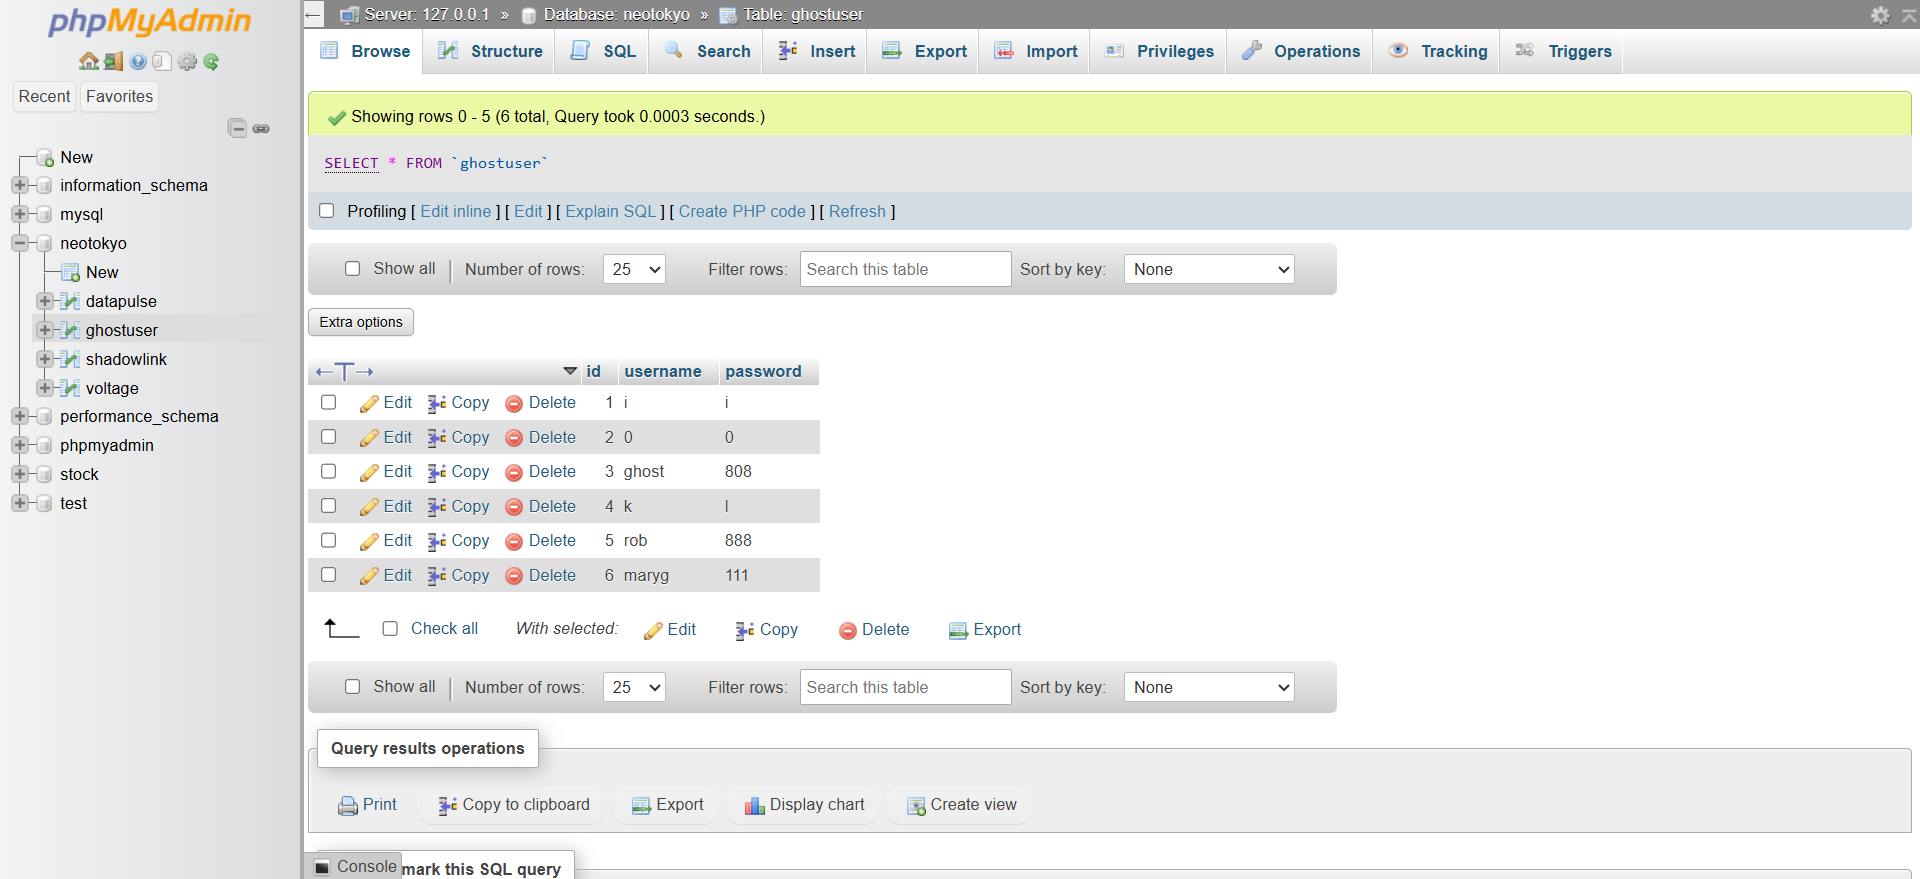 phpMyAdmin
Recent Favorites
New
information_schema
mysql
neotokyo
New
datapulse
ghostuser
shadowlink
voltage
performance_schema
phpmyadmin
stock
test
Server: 127.0.0.1 » Database: neotokyo » Table: ghostuser
Browse Structure SQL Search Insert Export Import Privileges Operations Tracking Triggers
Showing rows 0 - 5 (6 total, Query took 0.0003 seconds.)
SELECT * FROM `ghostuser`
Profiling [ Edit inline ] [ Edit ] [ Explain SQL ] [ Create PHP code ] [ Refresh ]
Show all Number of rows: 25 Filter rows: Search this table Sort by key: None
Extra options
id username password
Edit Copy Delete 1 i i
Edit Copy Delete 2 0 0
Edit Copy Delete 3 ghost 808
Edit Copy Delete 4 k l
Edit Copy Delete 5 rob 888
Edit Copy Delete 6 maryg 111
Check all With selected: Edit Copy Delete Export
Show all Number of rows: 25 Filter rows: Search this table Sort by key: None
Query results operations
Print Copy to clipboard Export Display chart Create view
Console mark this SQL query